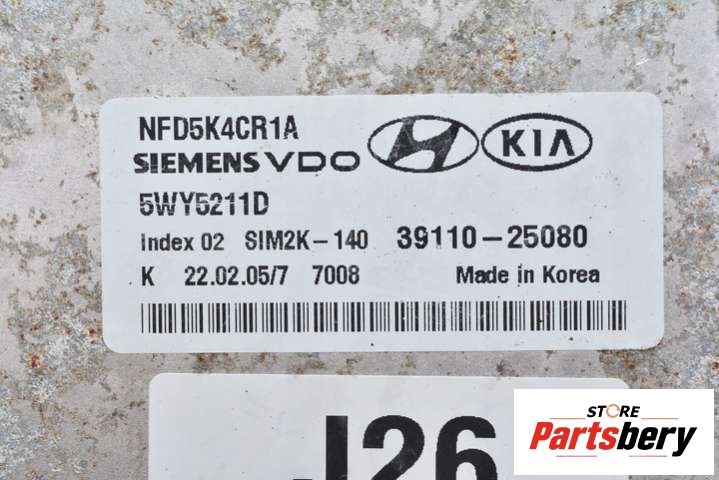 NFD5K4CR1A
SIEMENS VDO
KIA
5WY5211D
Index 02 SIM2K-140 39110-25080
K 22.02.05/7 7008 Made in Korea
J26
STORE
Partsbery